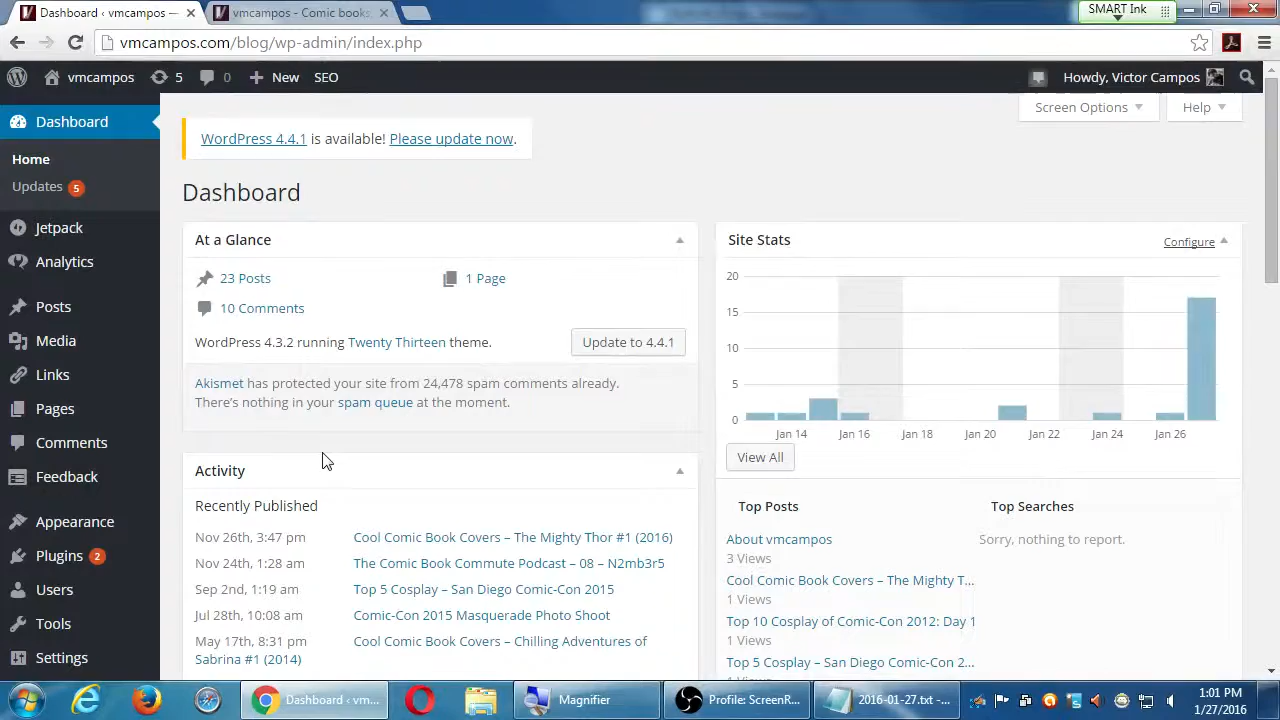 Dashboard ‹ vmcampos —
vmcampos - Comic books,
SMART Ink
vmcampos.com/blog/wp-admin/index.php
vmcampos
5
0
New
SEO
Howdy, Victor Campos
Dashboard
Home
Updates 5
Jetpack
Analytics
Posts
Media
Links
Pages
Comments
Feedback
Appearance
Plugins 2
Users
Tools
Settings
Screen Options
Help
WordPress 4.4.1 is available! Please update now.
Dashboard
At a Glance
23 Posts
1 Page
10 Comments
WordPress 4.3.2 running Twenty Thirteen theme.
Update to 4.4.1
Akismet has protected your site from 24,478 spam comments already.
There's nothing in your spam queue at the moment.
Activity
Recently Published
Nov 26th, 3:47 pm Cool Comic Book Covers – The Mighty Thor #1 (2016)
Nov 24th, 1:28 am The Comic Book Commute Podcast – 08 – N2mb3r5
Sep 2nd, 1:19 am Top 5 Cosplay – San Diego Comic-Con 2015
Jul 28th, 10:08 am Comic-Con 2015 Masquerade Photo Shoot
May 17th, 8:31 pm Cool Comic Book Covers – Chilling Adventures of
Sabrina #1 (2014)
Site Stats
Configure
20
15
10
5
0
Jan 14 Jan 16 Jan 18 Jan 20 Jan 22 Jan 24 Jan 26
View All
Top Posts
About vmcampos
3 Views
Cool Comic Book Covers – The Mighty T...
1 Views
Top 10 Cosplay of Comic-Con 2012: Day 1
1 Views
Top 5 Cosplay – San Diego Comic-Con 2...
Top Searches
Sorry, nothing to report.
Dashboard ‹ vm...
Magnifier
Profile: ScreenR...
2016-01-27.txt -...
1:01 PM
1/27/2016